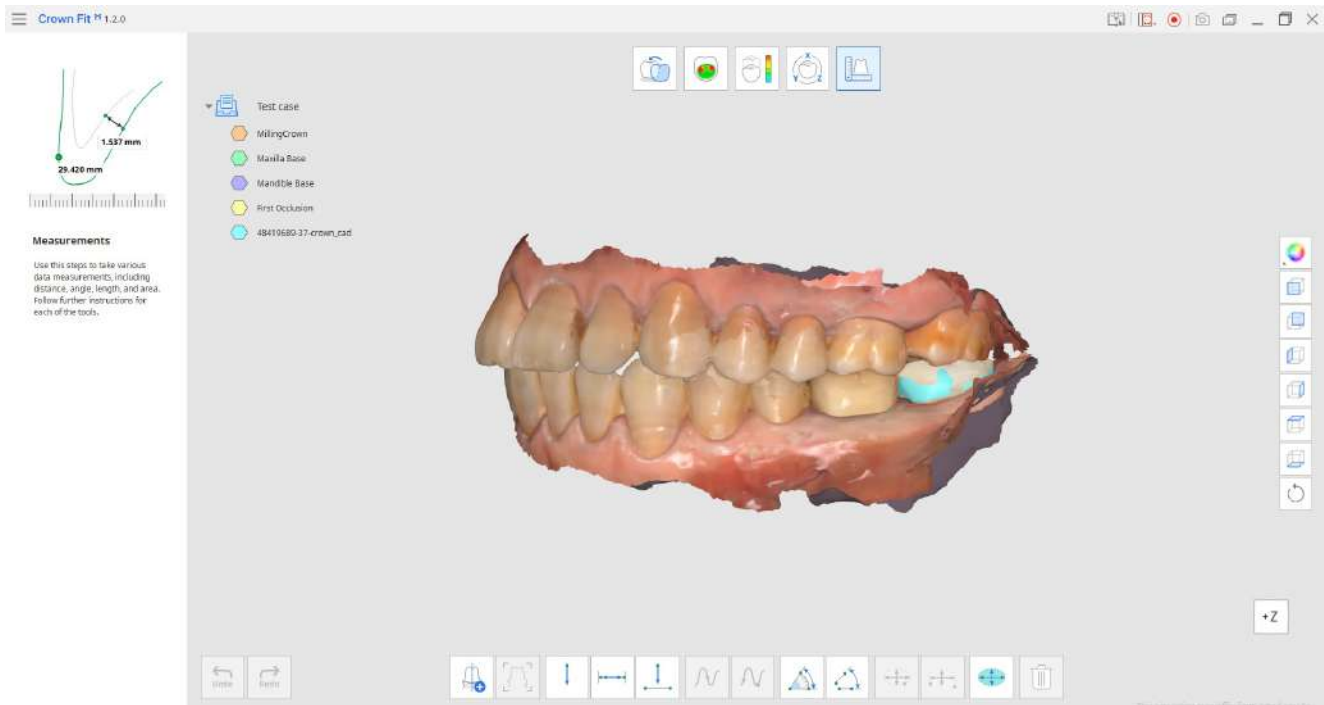 Crown Fit M 1.2.0
1.537 mm
29.420 mm
Measurements
Use this steps to take various
data measurements, including
distance, angle, length, and area.
Follow further instructions for
each of the tools.
Test case
MillingCrown
Maxilla Base
Mandible Base
First Occlusion
48419689-37-crown_cad
X
Y
Z
+Z
Undo
Redo